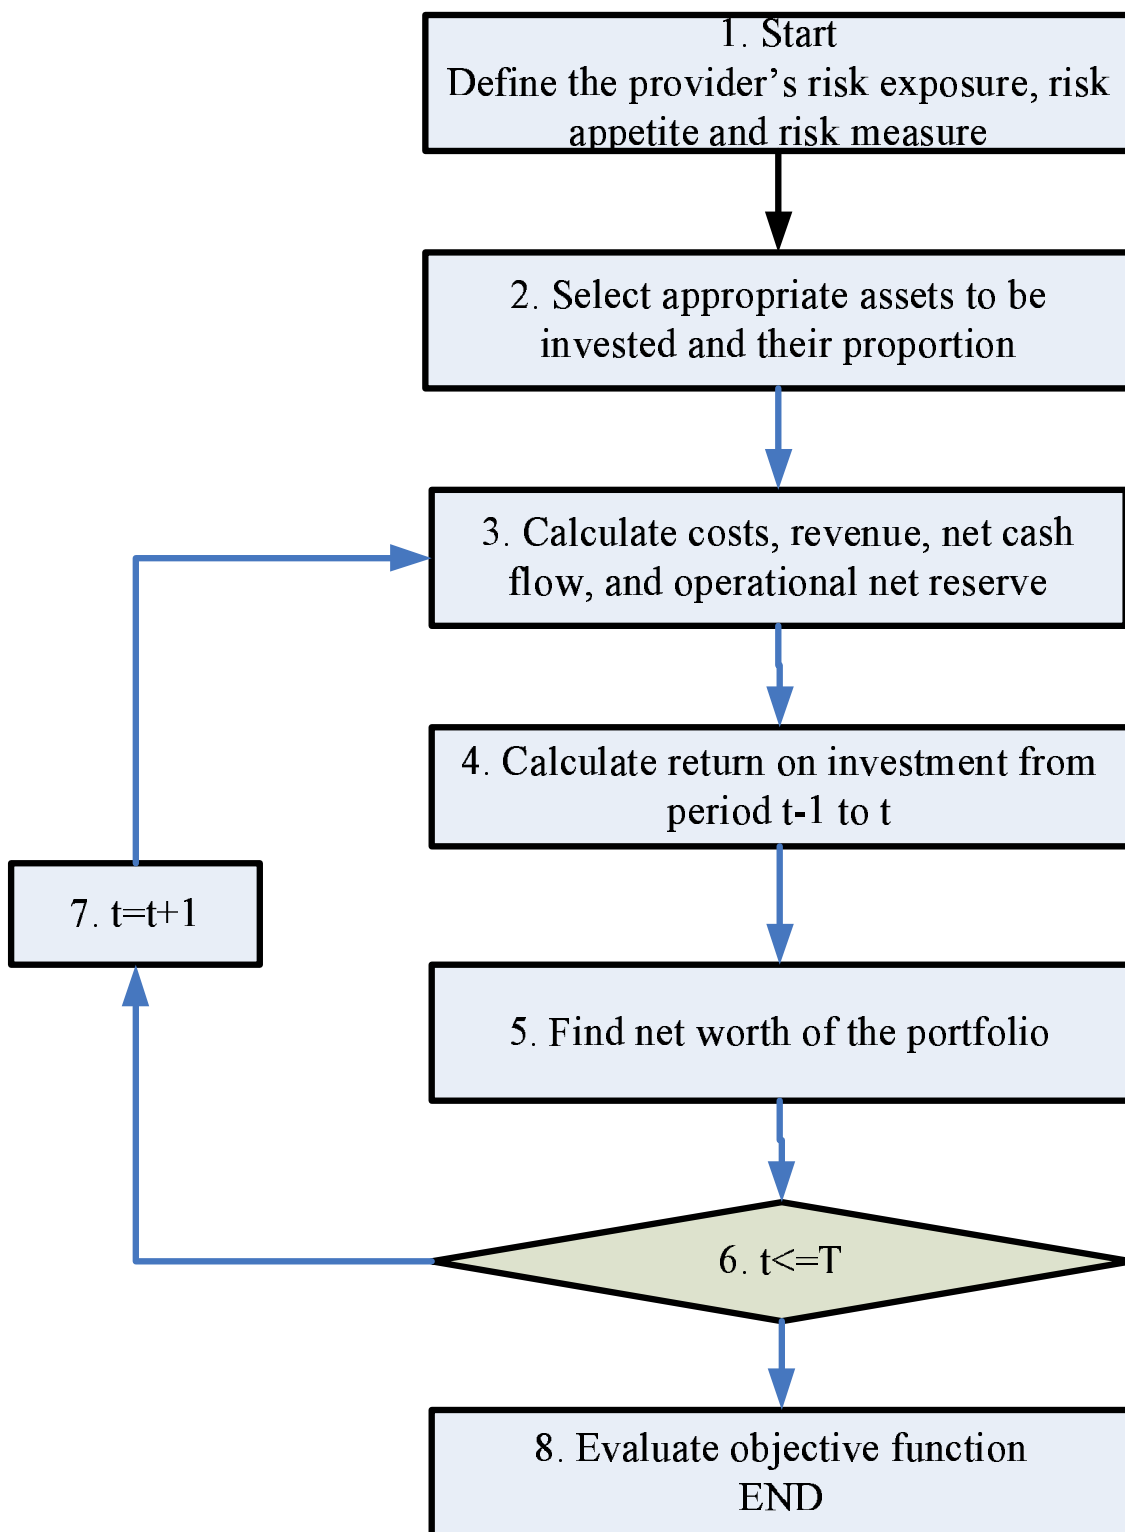 1. Start
Define the provider’s risk exposure, risk
appetite and risk measure
2. Select appropriate assets to be
invested and their proportion
3. Calculate costs, revenue, net cash
flow, and operational net reserve
4. Calculate return on investment from
period t-1 to t
7. t=t+1
5. Find net worth of the portfolio
6. t<=T
8. Evaluate objective function
END